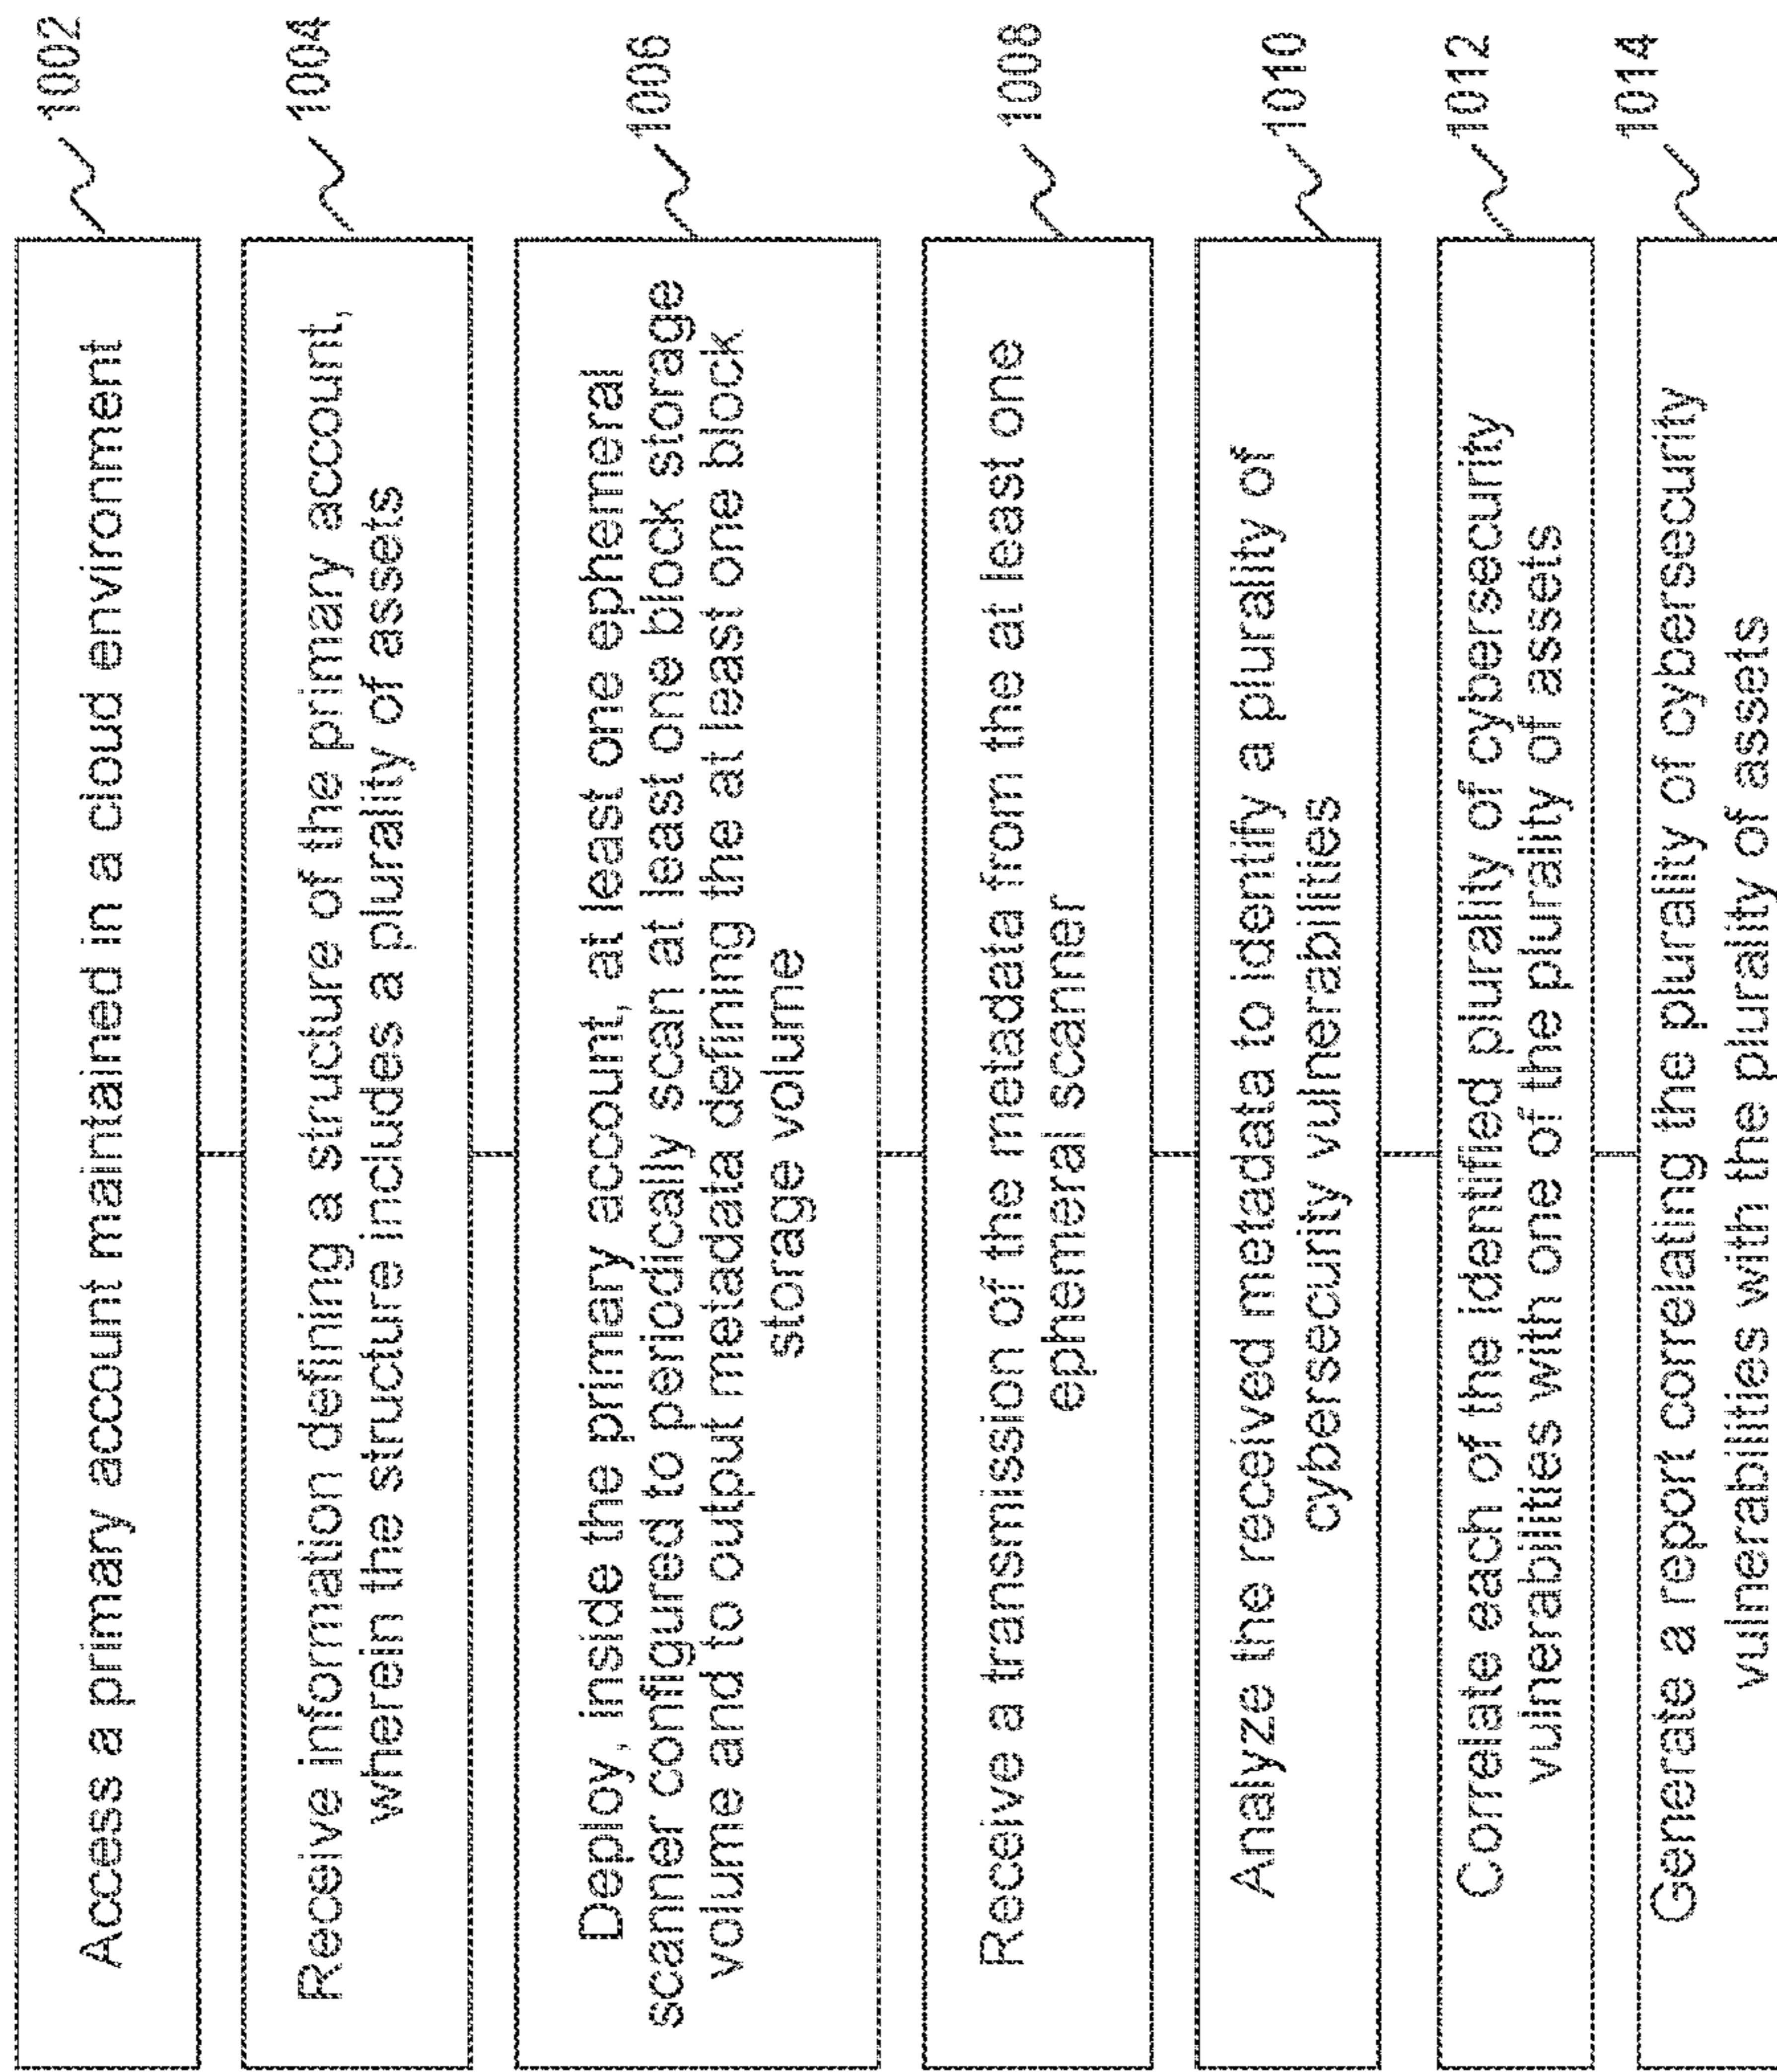 Access a primary account maintained in a cloud environment
1002
Receive information defining a structure of the primary account,
wherein the structure includes a plurality of assets
1004
Deploy, inside the primary account, at least one ephemeral
scanner configured to periodically scan at least one block storage
volume and to output metadata defining the at least one block
storage volume
1006
Receive a transmission of the metadata from the at least one
ephemeral scanner
1008
Analyze the received metadata to identify a plurality of
cybersecurity vulnerabilities
1010
Correlate each of the identified plurality of cybersecurity
vulnerabilities with one of the plurality of assets
1012
Generate a report correlating the plurality of cybersecurity
vulnerabilities with the plurality of assets
1014